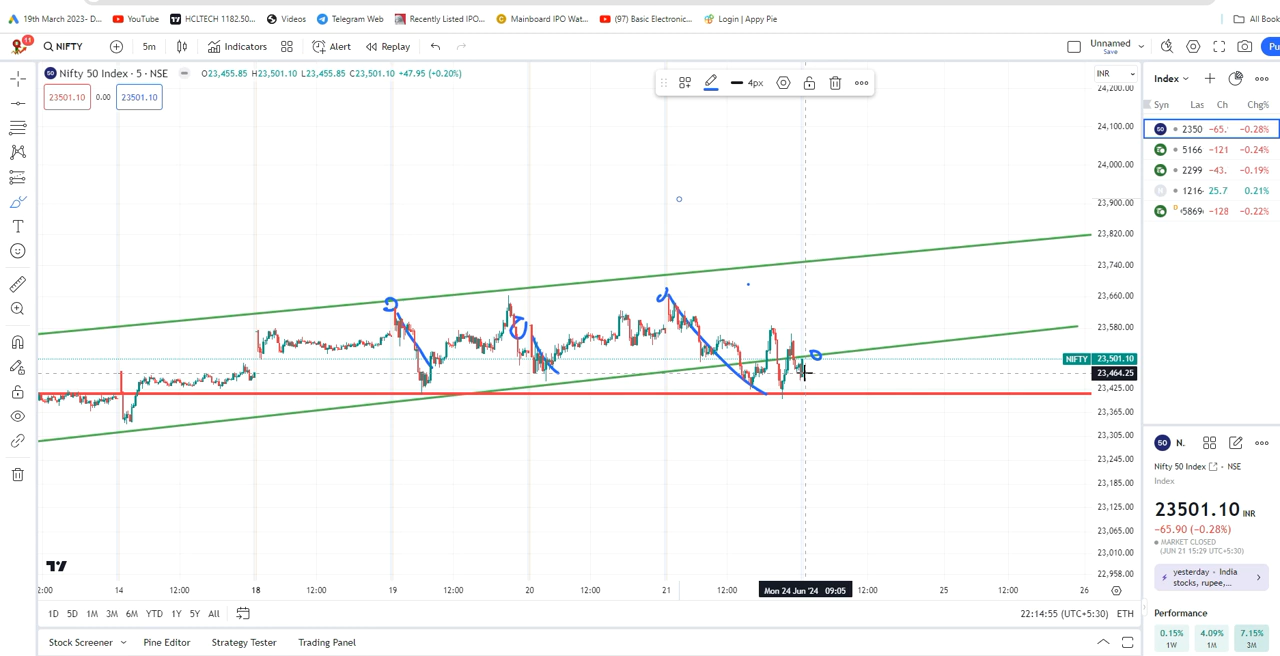 19th March 2023- D... YouTube HCLTECH 1182.50... Videos Telegram Web Recently Listed IPO... Mainboard IPO Wat... (97) Basic Electronic... Login | Appy Pie All Book
11 NIFTY 5m Indicators Alert Replay Unnamed Save Pu
Nifty 50 Index · 5 · NSE O23,455.85 H23,501.10 L23,455.85 C23,501.10 +47.95 (+0.20%)
4px
INR
Index
23501.10 0.00 23501.10
24,200.00
24,100.00
24,000.00
23,900.00
23,820.00
23,740.00
23,660.00
23,580.00
NIFTY 23,501.10
23,464.25
23,425.00
23,365.00
23,305.00
23,245.00
23,185.00
23,125.00
23,065.00
23,010.00
22,958.00
Syn Las Ch Chg%
50 2350 −65. −0.28%
5166 −121 −0.24%
2299 −43. −0.19%
1216 25.7 0.21%
D 5869 −128 −0.22%
50 N.
Nifty 50 Index · NSE
Index
23501.10 INR
−65.90 (−0.28%)
MARKET CLOSED
(JUN 21 15:29 UTC+5:30)
yesterday · India
stocks, rupee,...
Performance
0.15% 4.09% 7.15%
1W 1M 3M
2:00 14 12:00 18 12:00 19 12:00 20 12:00 21 12:00 Mon 24 Jun '24 09:05 12:00 25 12:00 26
1D 5D 1M 3M 6M YTD 1Y 5Y All 22:14:55 (UTC+5:30) ETH
Stock Screener Pine Editor Strategy Tester Trading Panel